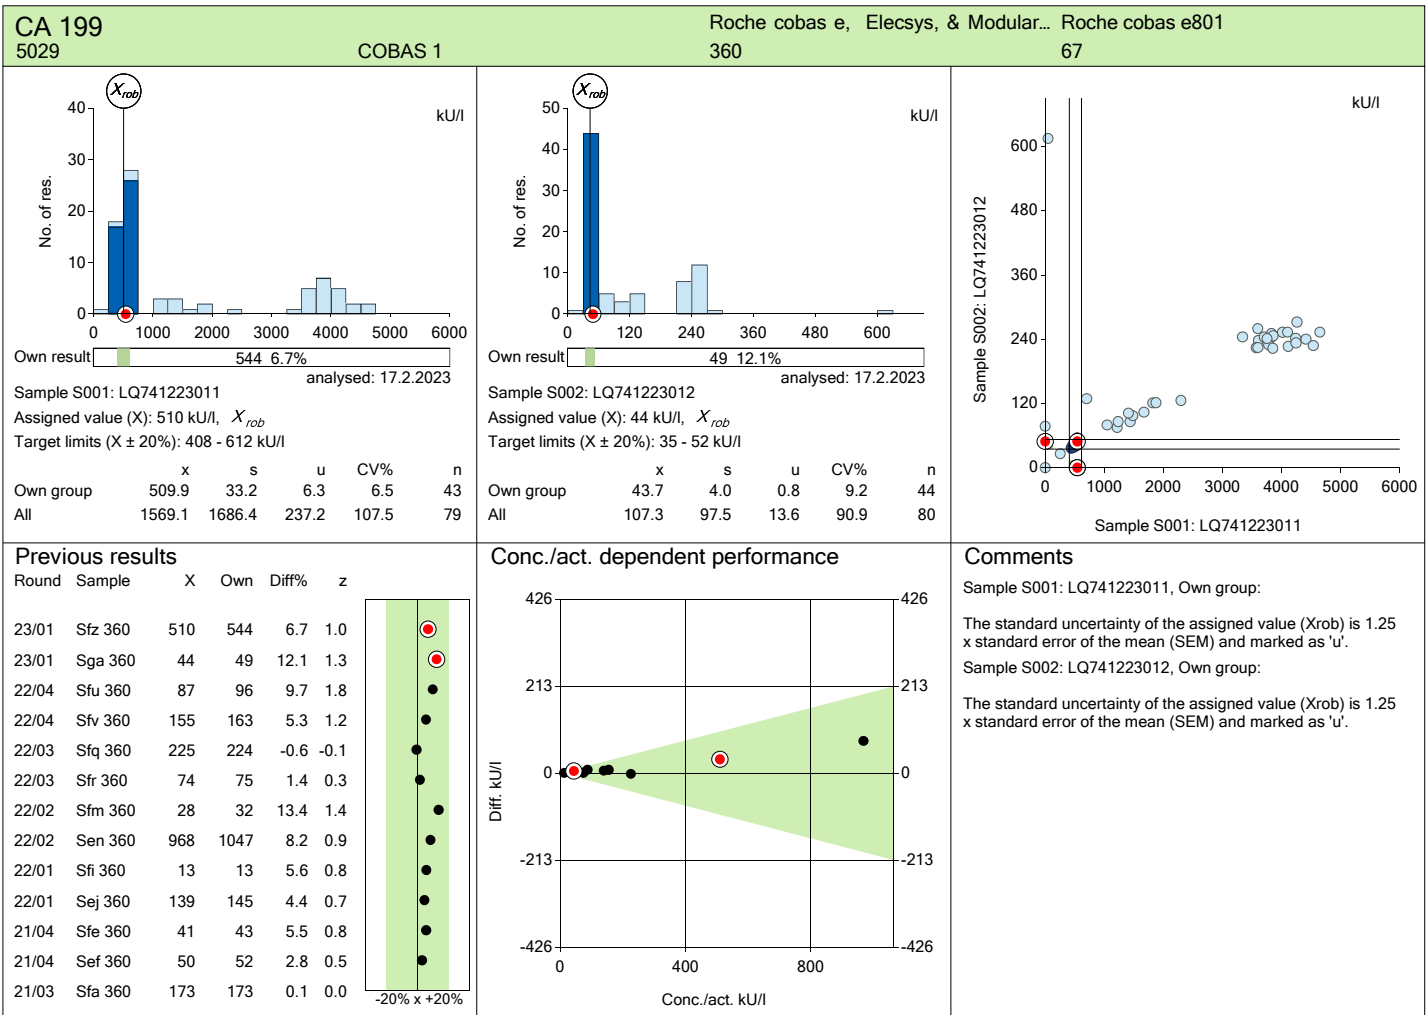 CA 199
5029
COBAS 1
Roche cobas e, Elecsys, & Modular...
360
Roche cobas e801
67
Xrob
kU/l
40
30
20
10
0
No. of res.
0 1000 2000 3000 4000 5000 6000
Own result 544 6.7%
analysed: 17.2.2023
Sample S001: LQ741223011
Assigned value (X): 510 kU/l, Xrob
Target limits (X ± 20%): 408 - 612 kU/l
x s u CV% n
Own group 509.9 33.2 6.3 6.5 43
All 1569.1 1686.4 237.2 107.5 79
Xrob
kU/l
50
40
30
20
10
0
No. of res.
0 120 240 360 480 600
Own result 49 12.1%
analysed: 17.2.2023
Sample S002: LQ741223012
Assigned value (X): 44 kU/l, Xrob
Target limits (X ± 20%): 35 - 52 kU/l
x s u CV% n
Own group 43.7 4.0 0.8 9.2 44
All 107.3 97.5 13.6 90.9 80
kU/l
600
480
360
240
120
0
Sample S002: LQ741223012
0 1000 2000 3000 4000 5000 6000
Sample S001: LQ741223011
Previous results
Round Sample X Own Diff% z
23/01 Sfz 360 510 544 6.7 1.0
23/01 Sga 360 44 49 12.1 1.3
22/04 Sfu 360 87 96 9.7 1.8
22/04 Sfv 360 155 163 5.3 1.2
22/03 Sfq 360 225 224 -0.6 -0.1
22/03 Sfr 360 74 75 1.4 0.3
22/02 Sfm 360 28 32 13.4 1.4
22/02 Sen 360 968 1047 8.2 0.9
22/01 Sfi 360 13 13 5.6 0.8
22/01 Sej 360 139 145 4.4 0.7
21/04 Sfe 360 41 43 5.5 0.8
21/04 Sef 360 50 52 2.8 0.5
21/03 Sfa 360 173 173 0.1 0.0
-20% x +20%
Conc./act. dependent performance
426 426
213 213
0 0
-213 -213
-426 -426
Diff. kU/l
0 400 800
Conc./act. kU/l
Comments
Sample S001: LQ741223011, Own group:
The standard uncertainty of the assigned value (Xrob) is 1.25
x standard error of the mean (SEM) and marked as 'u'.
Sample S002: LQ741223012, Own group:
The standard uncertainty of the assigned value (Xrob) is 1.25
x standard error of the mean (SEM) and marked as 'u'.